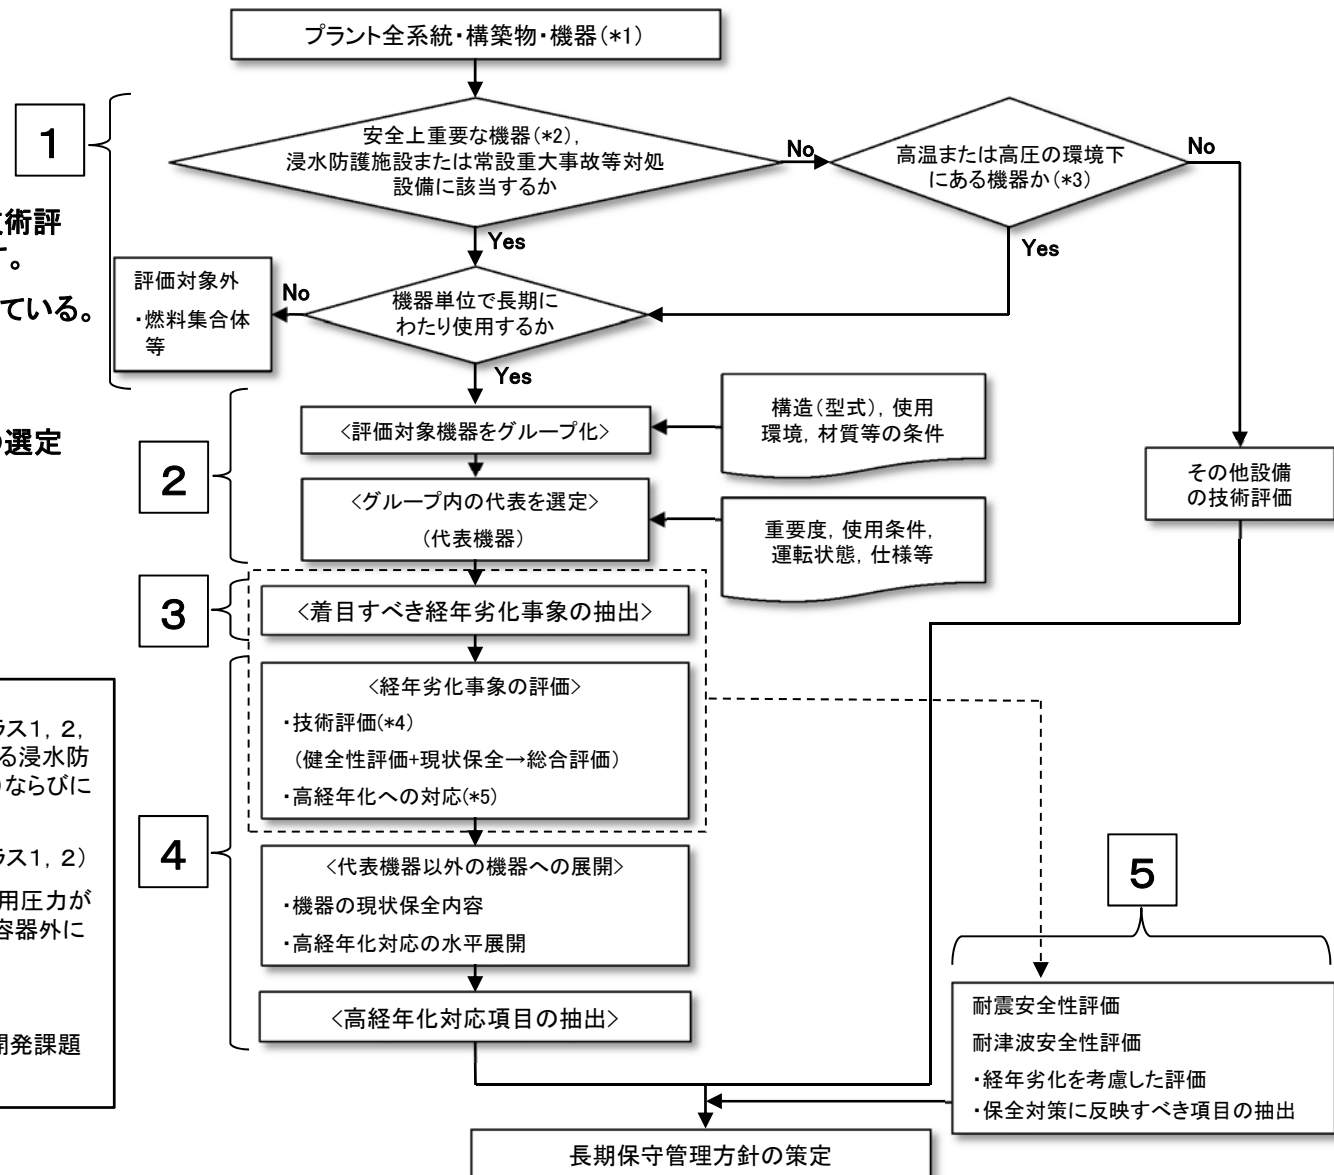 プラント全系統・構築物・機器(*1)
1
安全上重要な機器(*2),
浸水防護施設または常設重大事故等対処
設備に該当するか
No
高温または高圧の環境下
にある機器か(*3)
No
Yes
Yes
術評
。
ている。
評価対象外
・燃料集合体
等
No
機器単位で長期に
わたり使用するか
Yes
選定
2
<評価対象機器をグループ化>
構造(型式), 使用
環境, 材質等の条件
<グループ内の代表を選定>
(代表機器)
重要度, 使用条件,
運転状態, 仕様等
その他設備
の技術評価
3
<着目すべき経年劣化事象の抽出>
4
<経年劣化事象の評価>
・技術評価(*4)
(健全性評価+現状保全→総合評価)
・高経年化への対応(*5)
<代表機器以外の機器への展開>
・機器の現状保全内容
・高経年化対応の水平展開
<高経年化対応項目の抽出>
ラス1, 2,
る浸水防
)ならびに
ラス1, 2)
用圧力が
容器外に
開発課題
5
耐震安全性評価
耐津波安全性評価
・経年劣化を考慮した評価
・保全対策に反映すべき項目の抽出
長期保守管理方針の策定